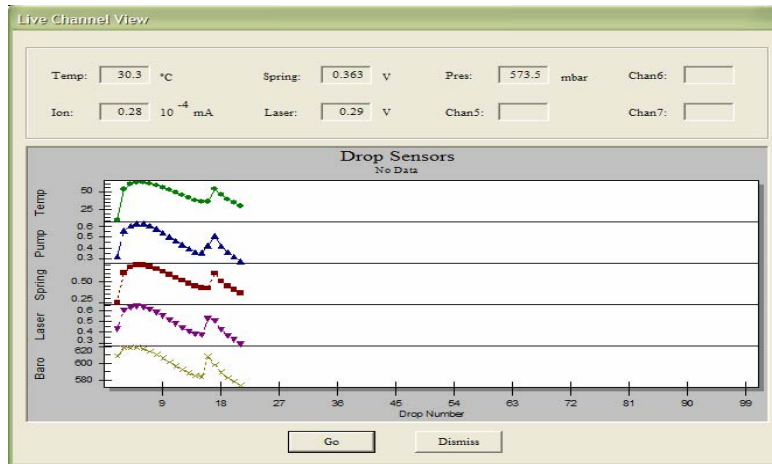 Live Channel View
Temp: 30.3 °C Spring: 0.363 V Pres: 573.5 mbar Chan6:
Ion: 0.28 10 -4 mA Laser: 0.29 V Chan5: Chan7:
Drop Sensors
No Data
Temp 50 25
Pump 0.6 0.5 0.4 0.3
Spring 0.50 0.25
Laser 0.6 0.5 0.4 0.3
Baro 620 600 580
9 18 27 36 45 54 63 72 81 90 99
Drop Number
Go Dismiss